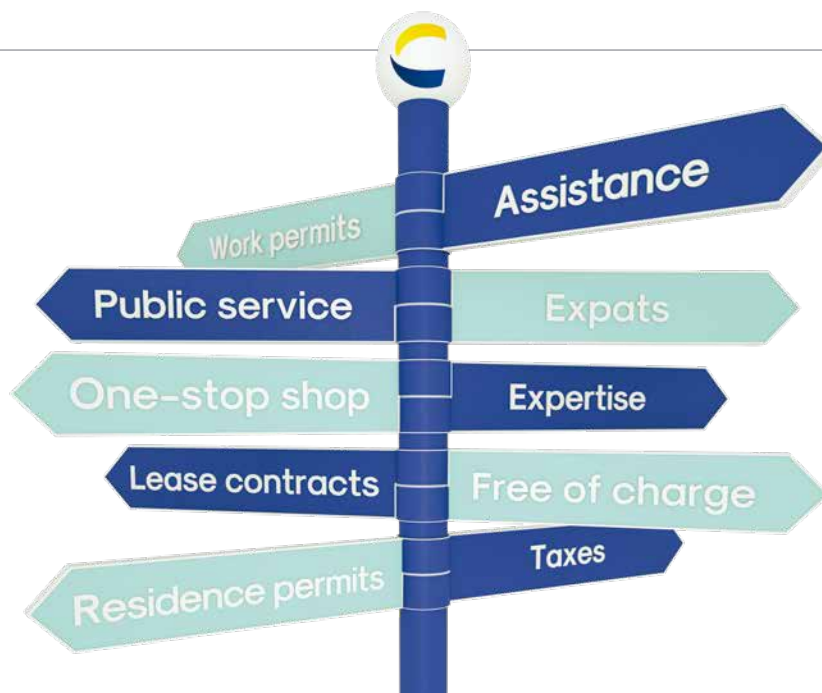 Assistance
Work permits
Public service
Expats
One-stop shop
Expertise
Lease contracts
Free of charge
Residence permits
Taxes